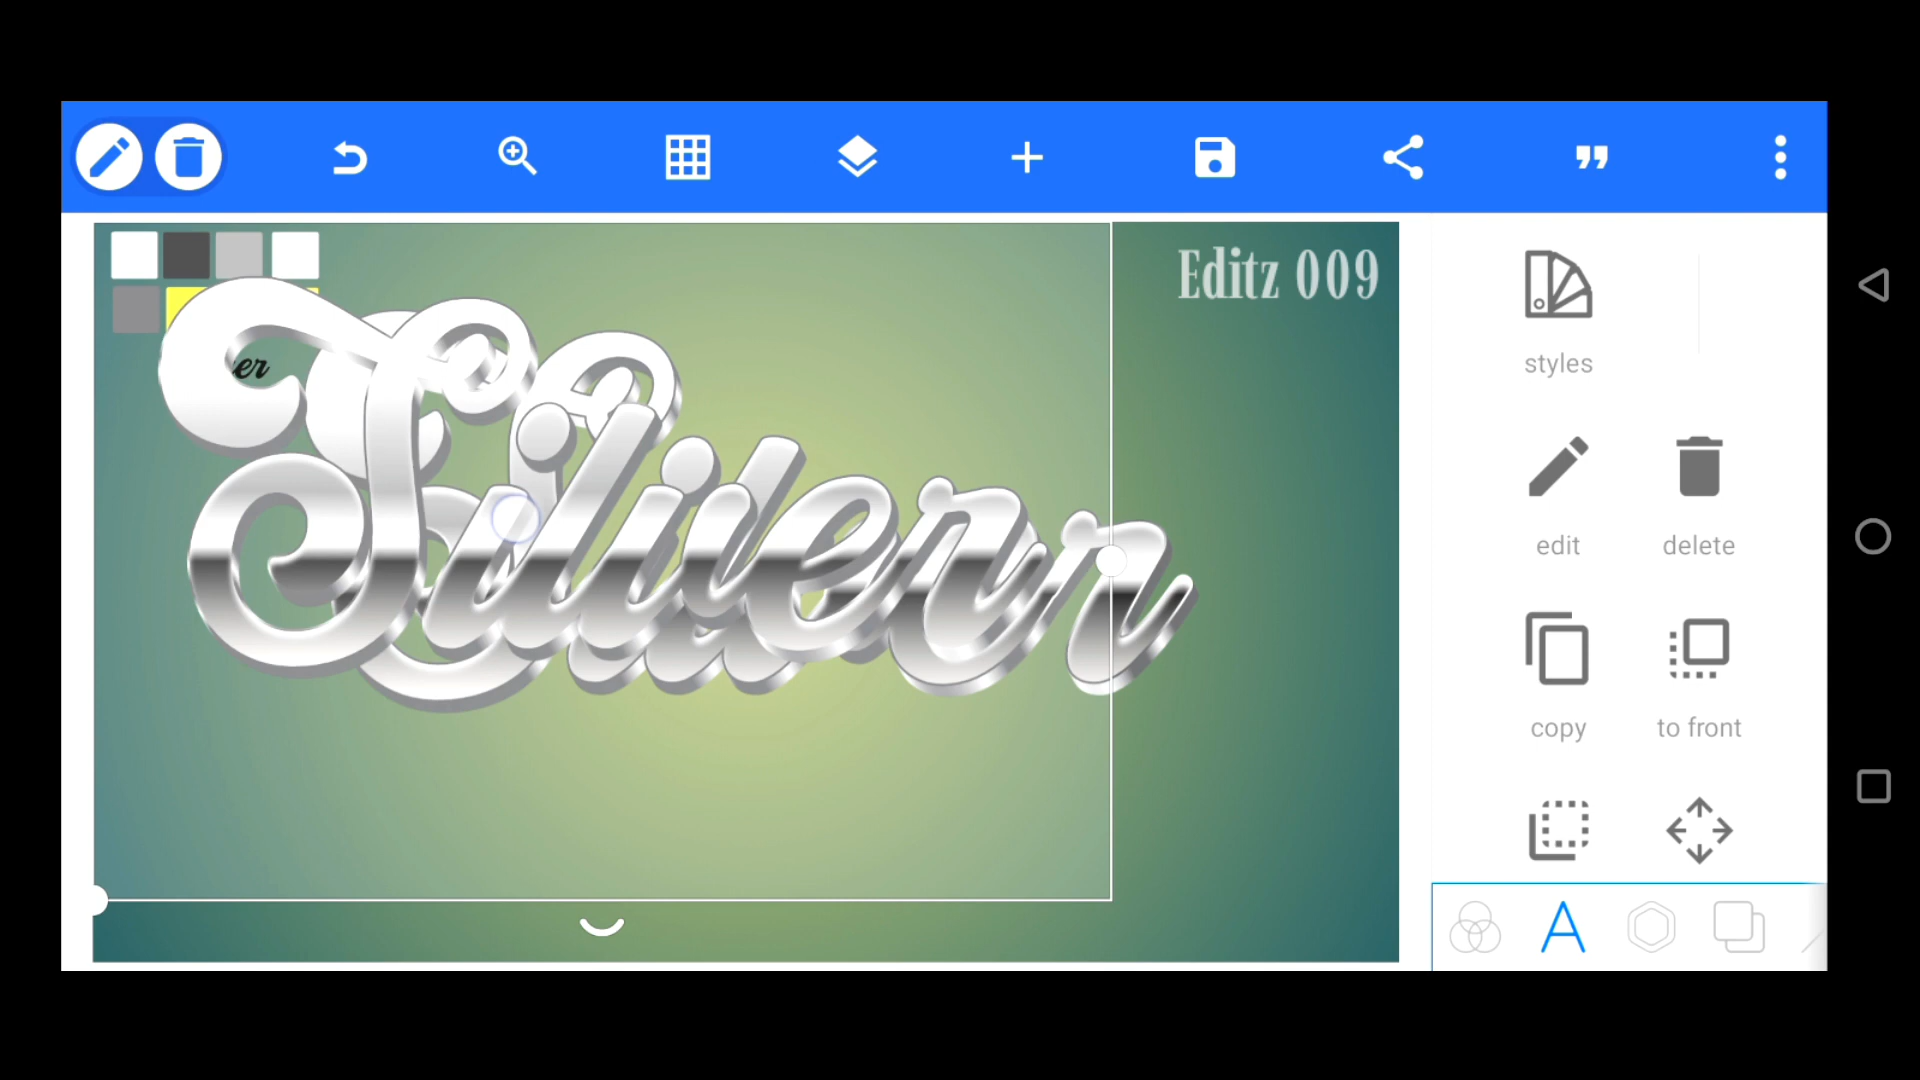 Editz 009
er
Silver
styles
edit
delete
copy
to front